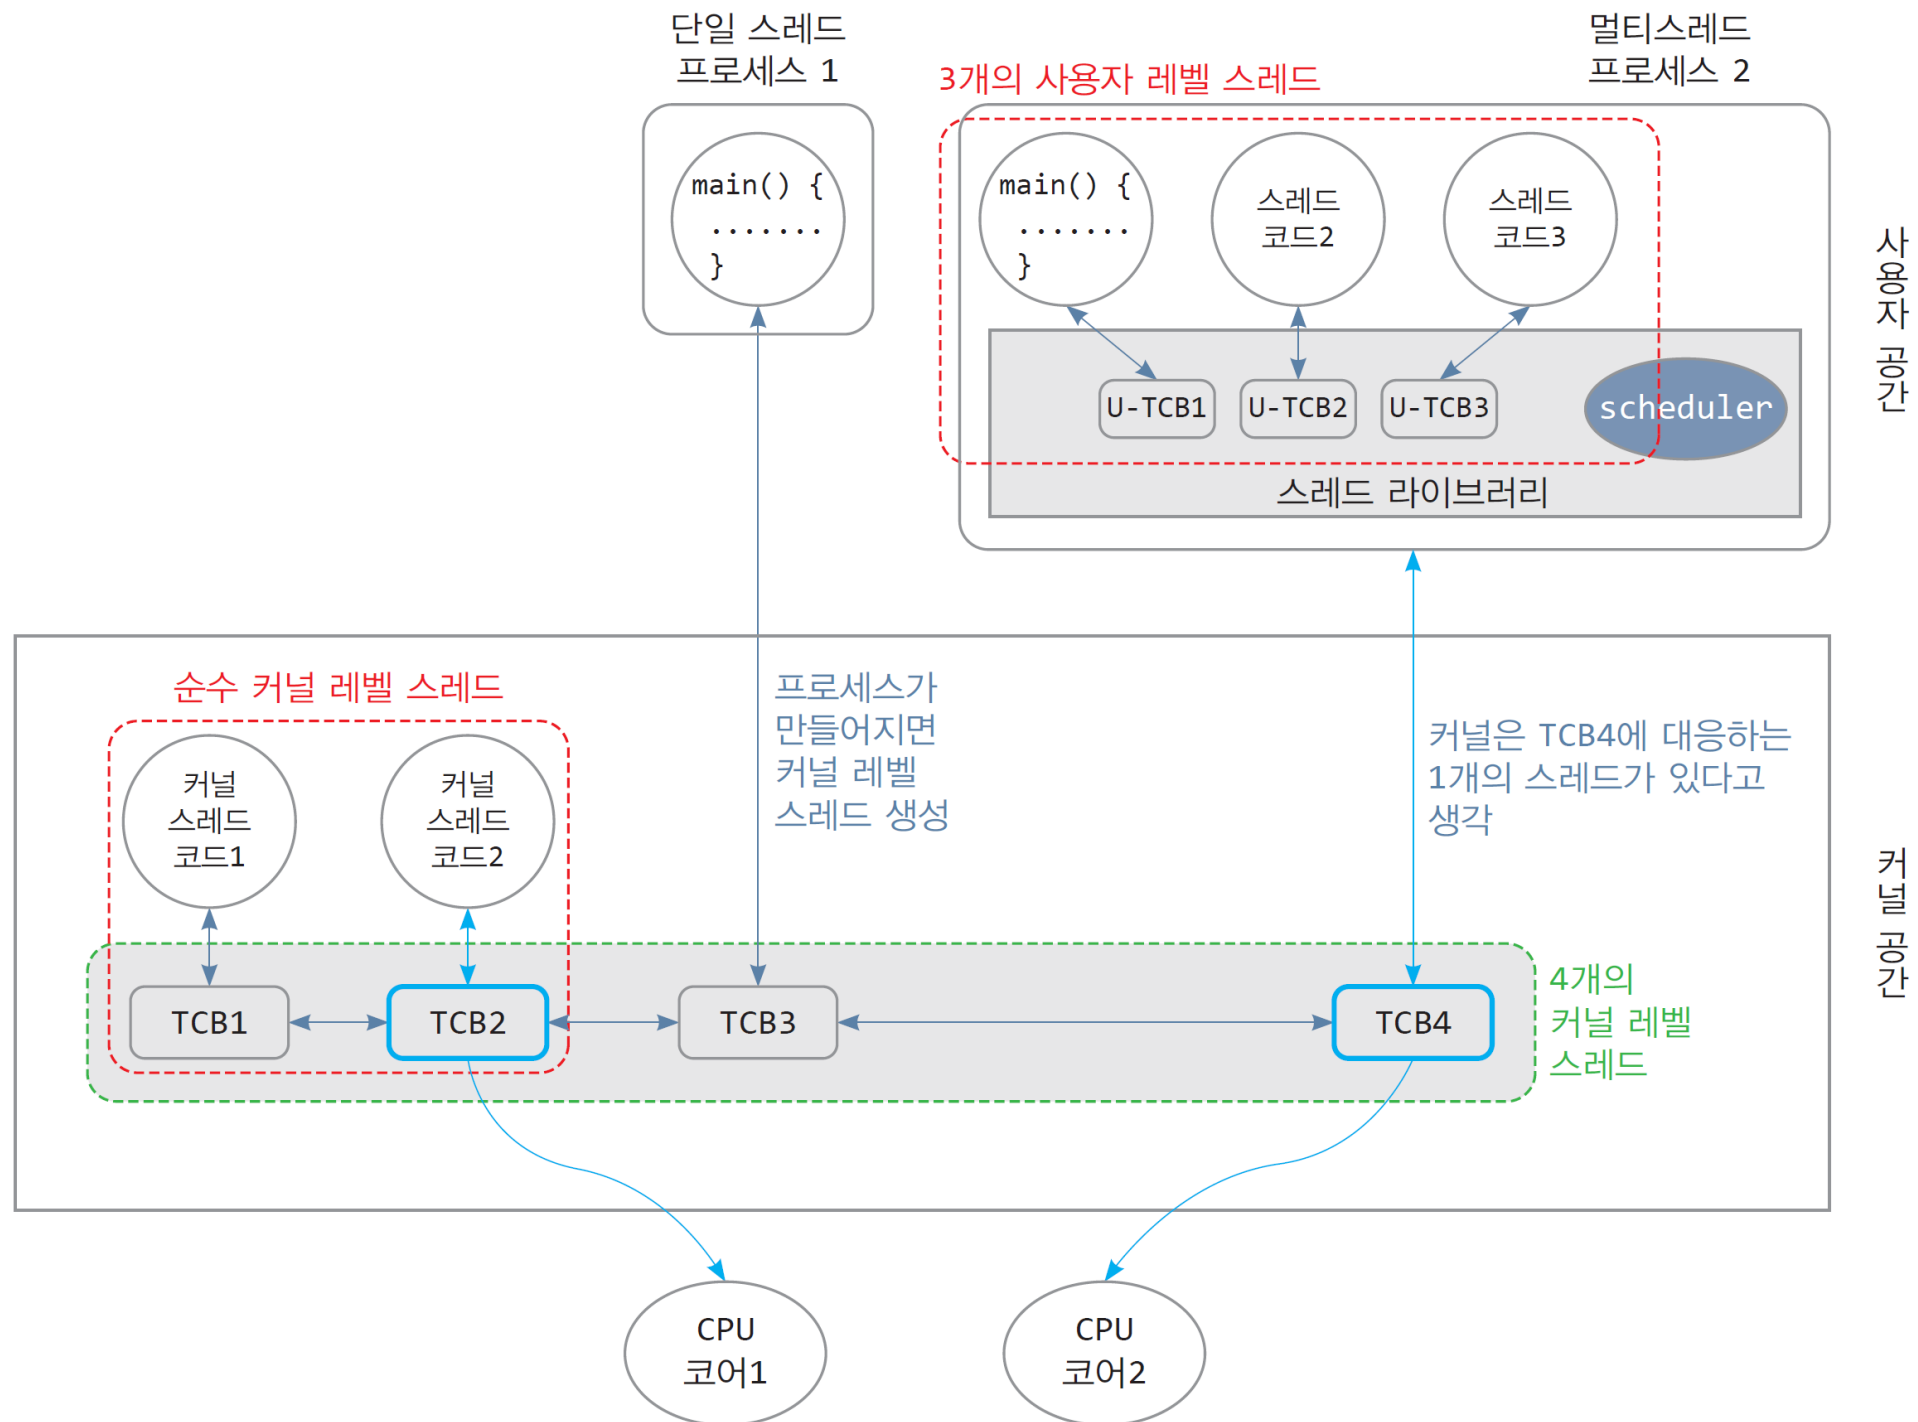 단일 스레드
프로세스 1
멀티스레드
프로세스 2
3개의 사용자 레벨 스레드
main() {
.......
}
main() {
.......
}
스레드
코드2
스레드
코드3
U-TCB1
U-TCB2
U-TCB3
scheduler
스레드 라이브러리
사용자 공간
순수 커널 레벨 스레드
프로세스가
만들어지면
커널 레벨
스레드 생성
커널은 TCB4에 대응하는
1개의 스레드가 있다고
생각
커널
스레드
코드1
커널
스레드
코드2
커널 공간
TCB1
TCB2
TCB3
TCB4
4개의
커널 레벨
스레드
CPU
코어1
CPU
코어2